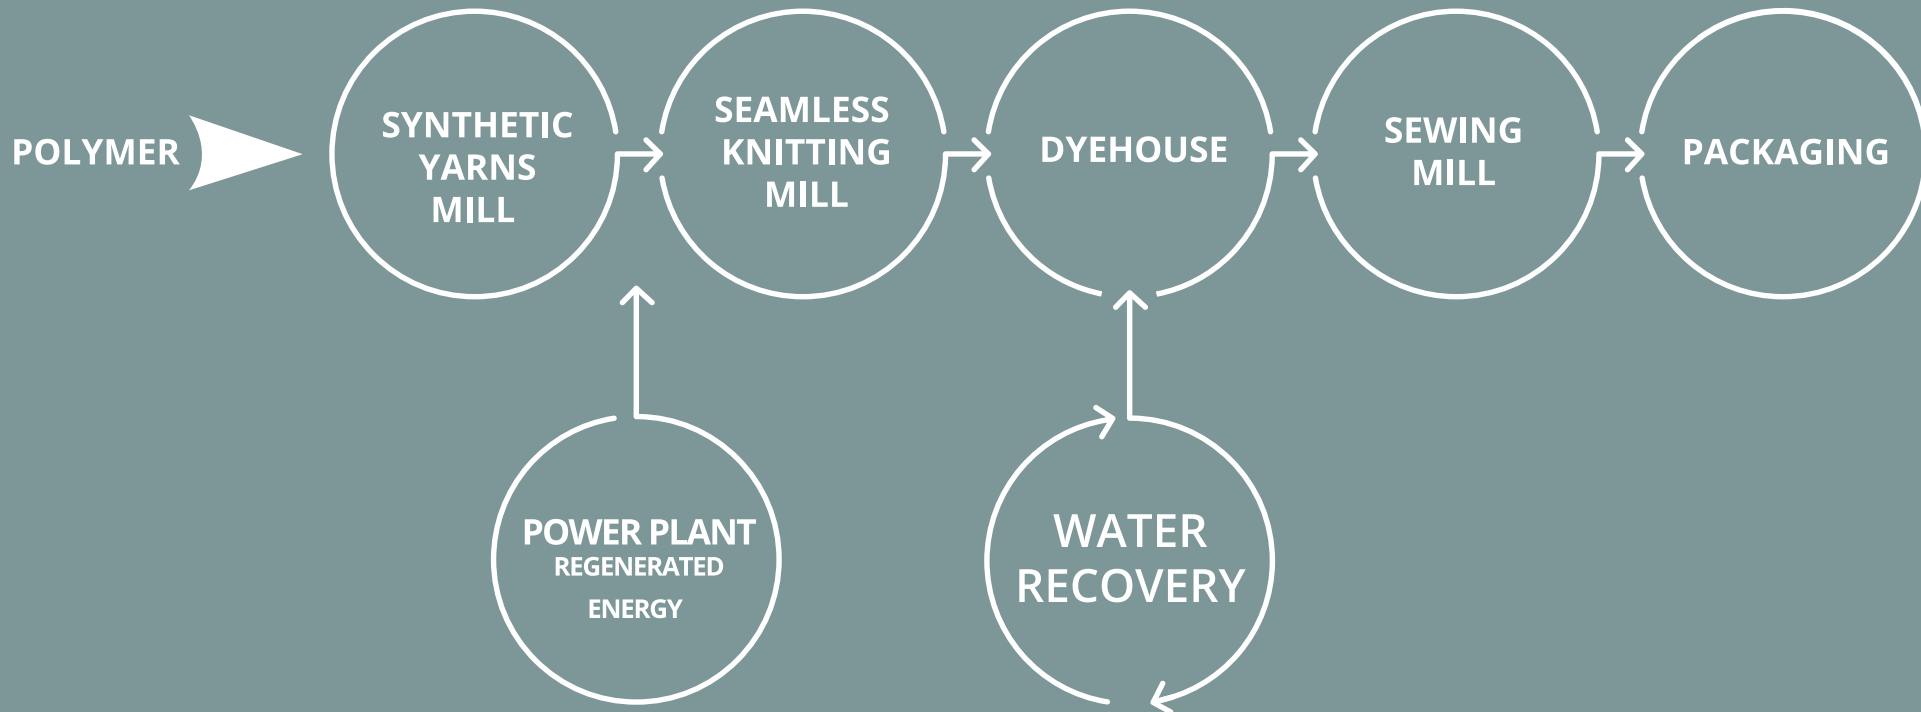 POLYMER
SYNTHETIC
YARNS
MILL
SEAMLESS
KNITTING
MILL
DYEHOUSE
SEWING
MILL
PACKAGING
POWER PLANT
REGENERATED
ENERGY
WATER
RECOVERY